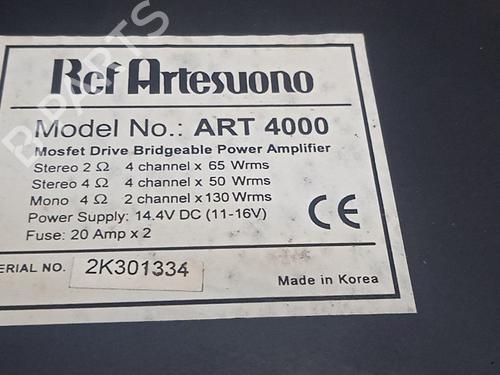 Rcf Artesuono
Model No.: ART 4000
Mosfet Drive Bridgeable Power Amplifier
Stereo 2 Ω 4 channel x 65 Wrms
Stereo 4 Ω 4 channel x 50 Wrms
Mono 4 Ω 2 channel x130 Wrms
Power Supply: 14.4V DC (11-16V)
Fuse: 20 Amp x 2
CE
ERIAL NO. 2K301334
Made in Korea
B-PARTS